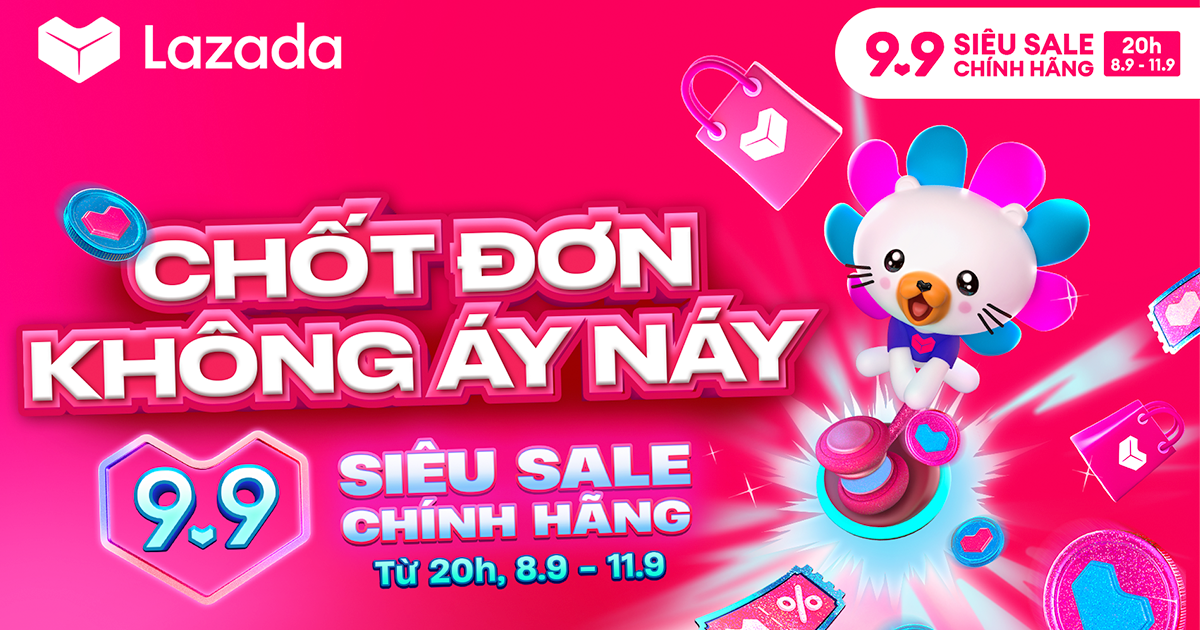 Lazada
9.9 SIÊU SALE
CHÍNH HÃNG
20h
8.9 - 11.9
CHỐT ĐƠN
KHÔNG ÁY NÁY
9.9
SIÊU SALE
CHÍNH HÃNG
Từ 20h, 8.9 - 11.9
%